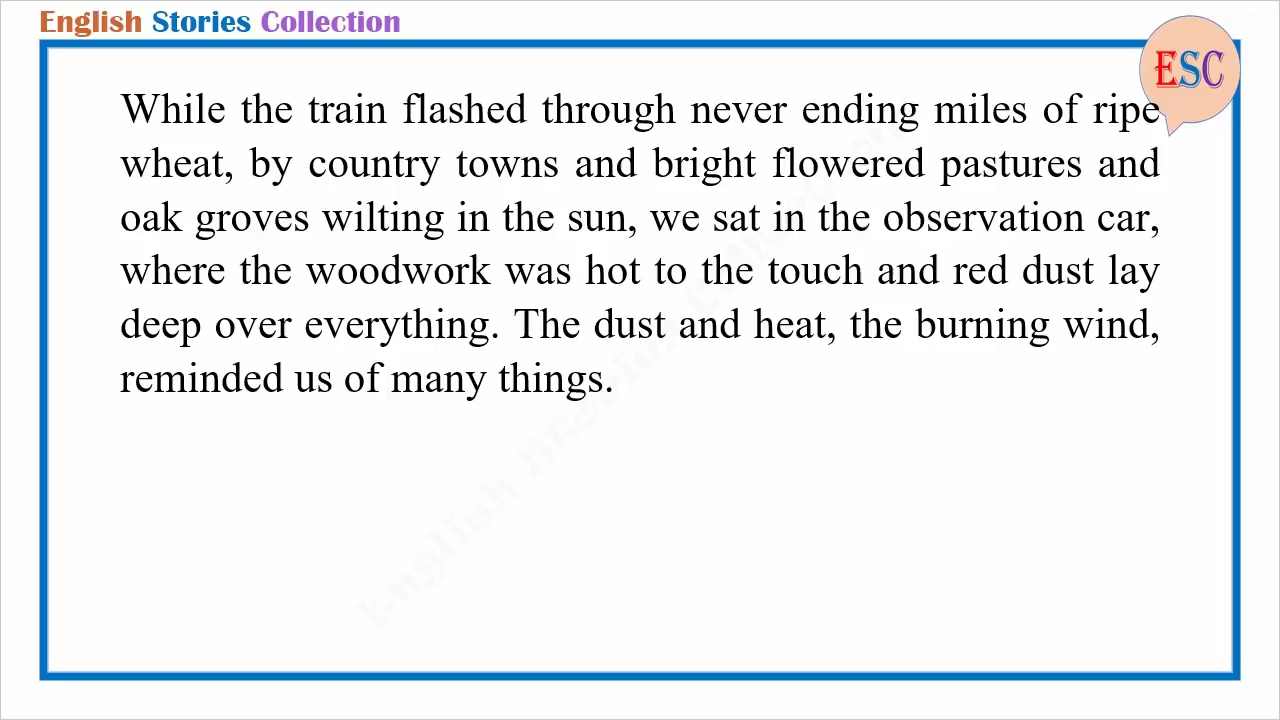 English Stories Collection
ESC
While the train flashed through never ending miles of ripe
wheat, by country towns and bright flowered pastures and
oak groves wilting in the sun, we sat in the observation car,
where the woodwork was hot to the touch and red dust lay
deep over everything. The dust and heat, the burning wind,
reminded us of many things.